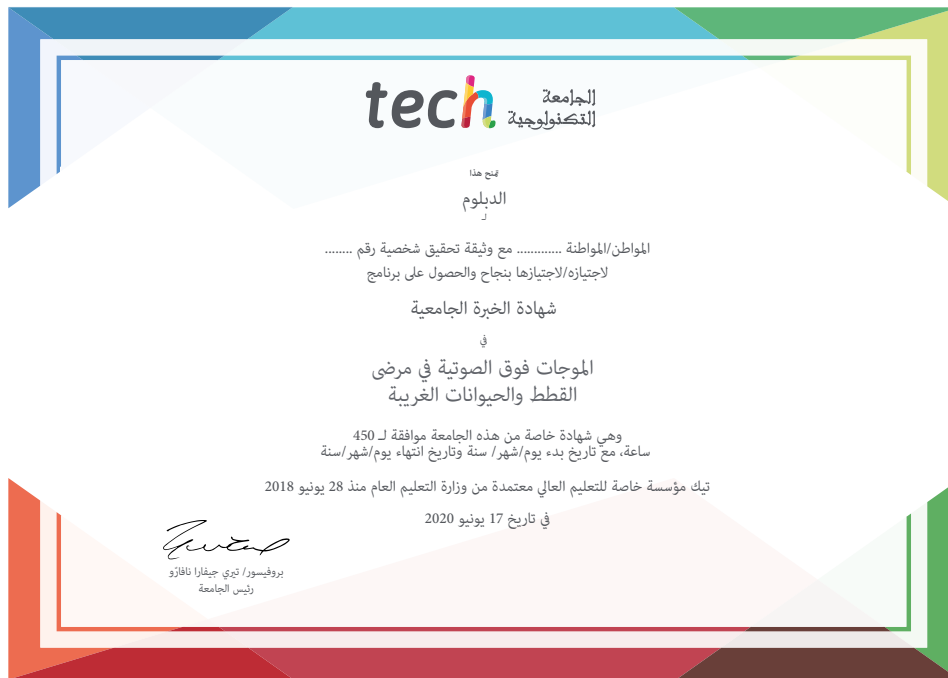 tech الجامعة
التكنولوجية
يمنح هذا
الدبلوم
لـ
المواطن/المواطنة ............. مع وثيقة تحقيق شخصية رقم ........
لاجتيازه/لاجتيازها بنجاح والحصول على برنامج
شهادة الخبرة الجامعية
في
الموجات فوق الصوتية في مرضى
القطط والحيوانات الغريبة
وهي شهادة خاصة من هذه الجامعة موافقة لـ 450
ساعة، مع تاريخ بدء يوم/شهر/ سنة وتاريخ انتهاء يوم/شهر/سنة
تيك مؤسسة خاصة للتعليم العالي معتمدة من وزارة التعليم العام منذ 28 يونيو 2018
في تاريخ 17 يونيو 2020
بروفيسور/ تيري جيفارا نافارّو
رئيس الجامعة